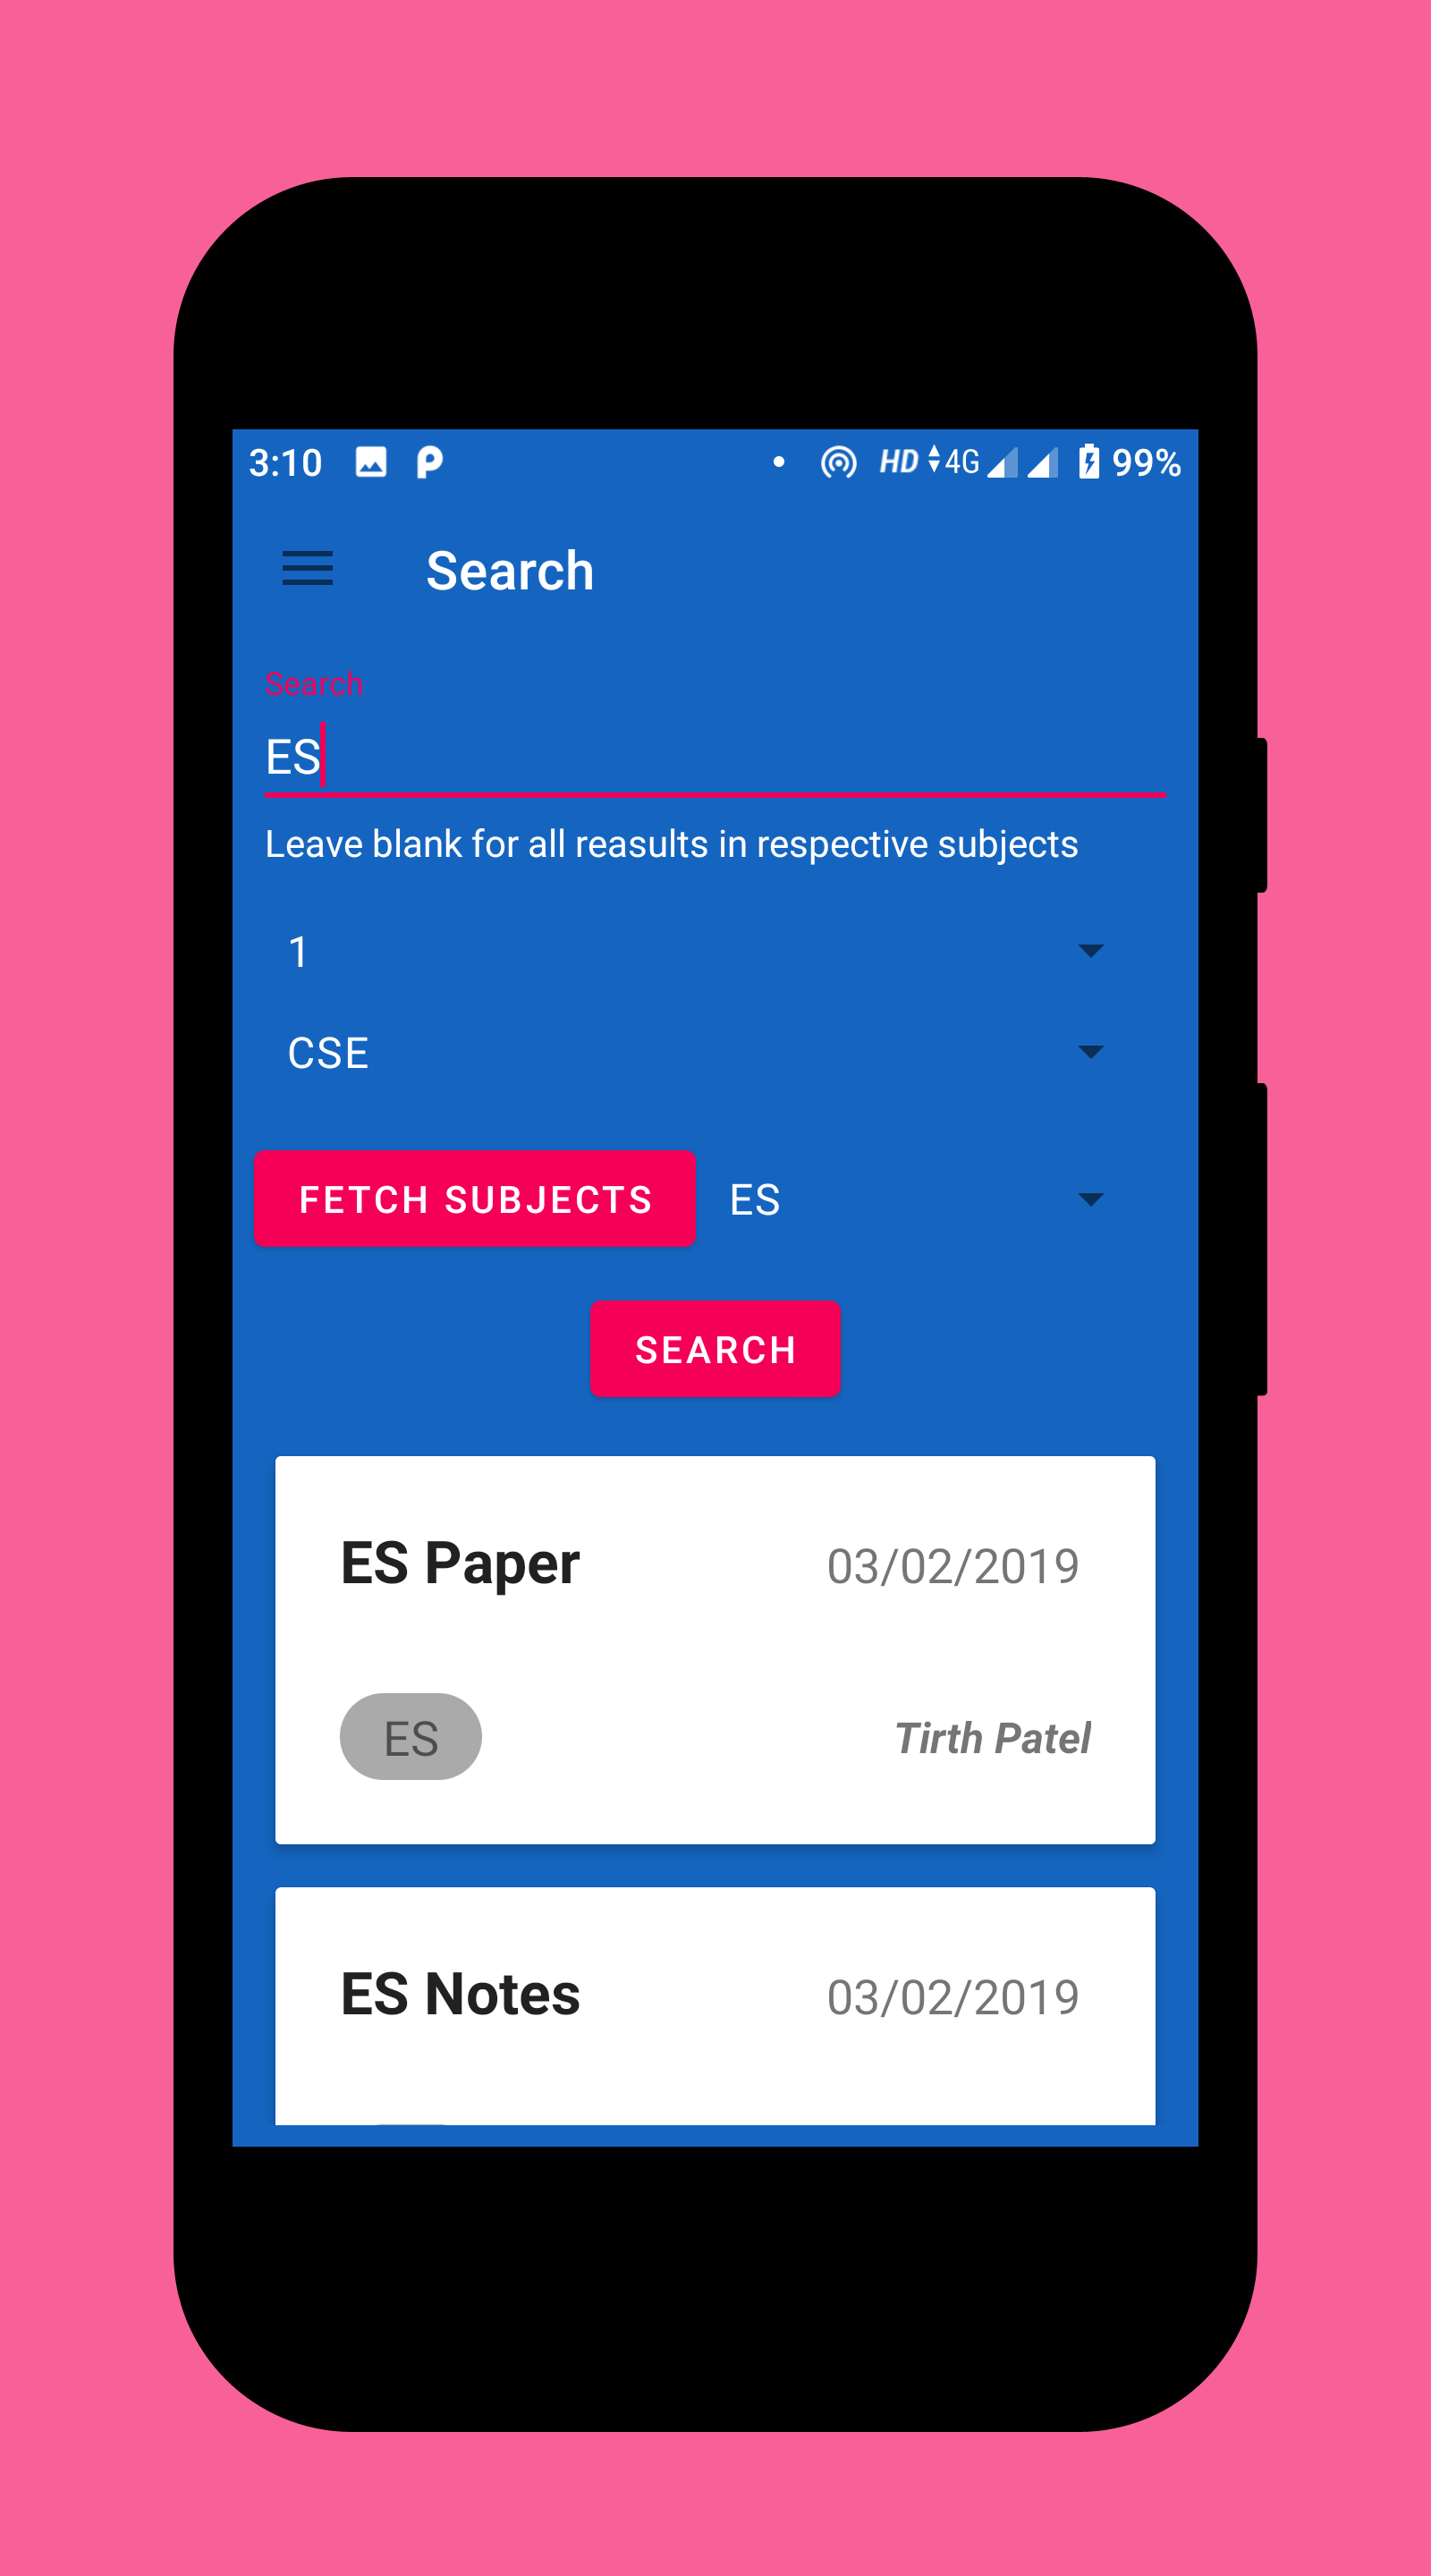 3:10 HD 4G 99%
Search
Search
ES
Leave blank for all reasults in respective subjects
1
CSE
FETCH SUBJECTS ES
SEARCH
ES Paper 03/02/2019
ES Tirth Patel
ES Notes 03/02/2019